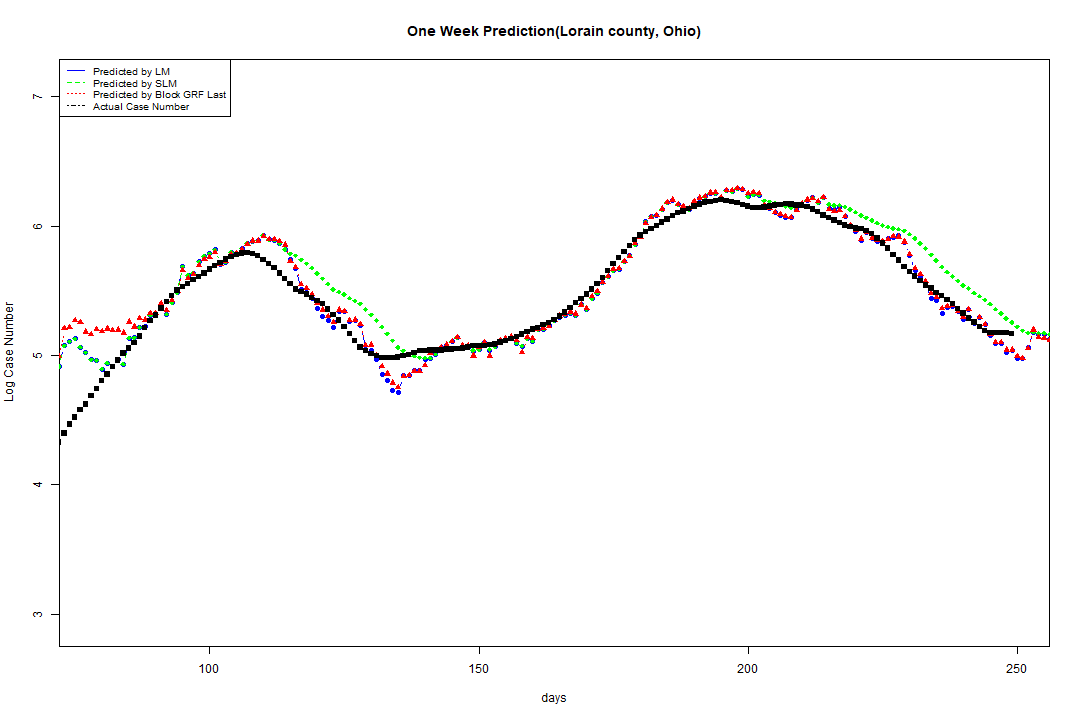 One Week Prediction(Lorain county, Ohio)
Predicted by LM
Predicted by SLM
Predicted by Block GRF Last
Actual Case Number
7
6
5
4
3
Log Case Number
100
150
200
250
days